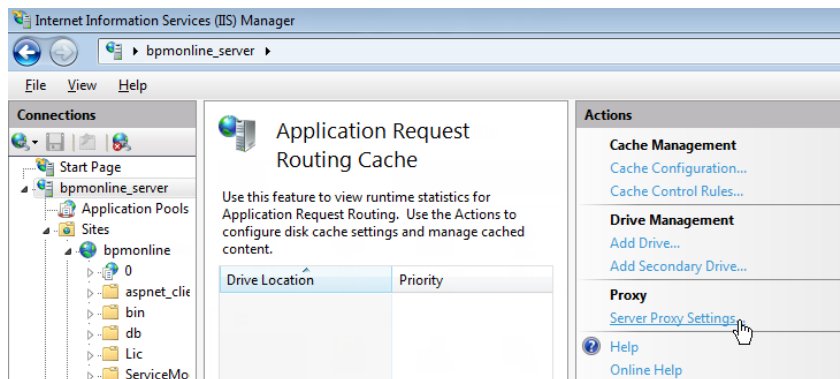 Internet Information Services (IIS) Manager
bpmonline_server
File View Help
Connections
Start Page
bpmonline_server
Application Pools
Sites
bpmonline
0
aspnet_clie
bin
db
Lic
ServiceMo
Application Request
Routing Cache
Use this feature to view runtime statistics for
Application Request Routing. Use the Actions to
configure disk cache settings and manage cached
content.
Drive Location Priority
Actions
Cache Management
Cache Configuration...
Cache Control Rules...
Drive Management
Add Drive...
Add Secondary Drive...
Proxy
Server Proxy Settings...
Help
Online Help